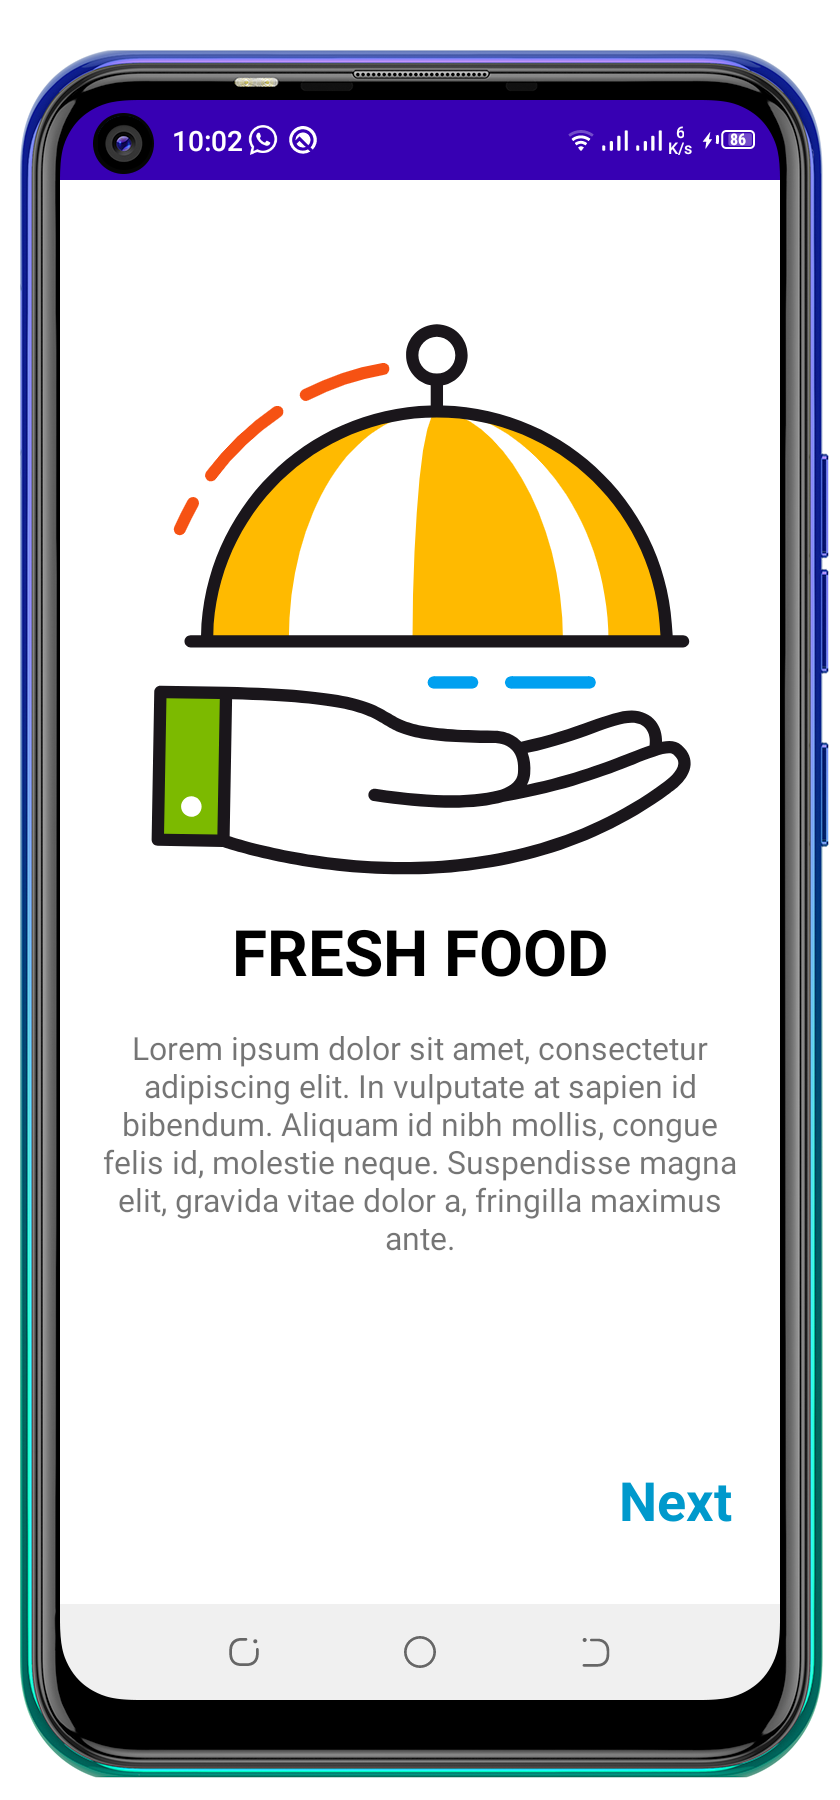 10:02
6
K/s
86
FRESH FOOD
Lorem ipsum dolor sit amet, consectetur
adipiscing elit. In vulputate at sapien id
bibendum. Aliquam id nibh mollis, congue
felis id, molestie neque. Suspendisse magna
elit, gravida vitae dolor a, fringilla maximus
ante.
Next